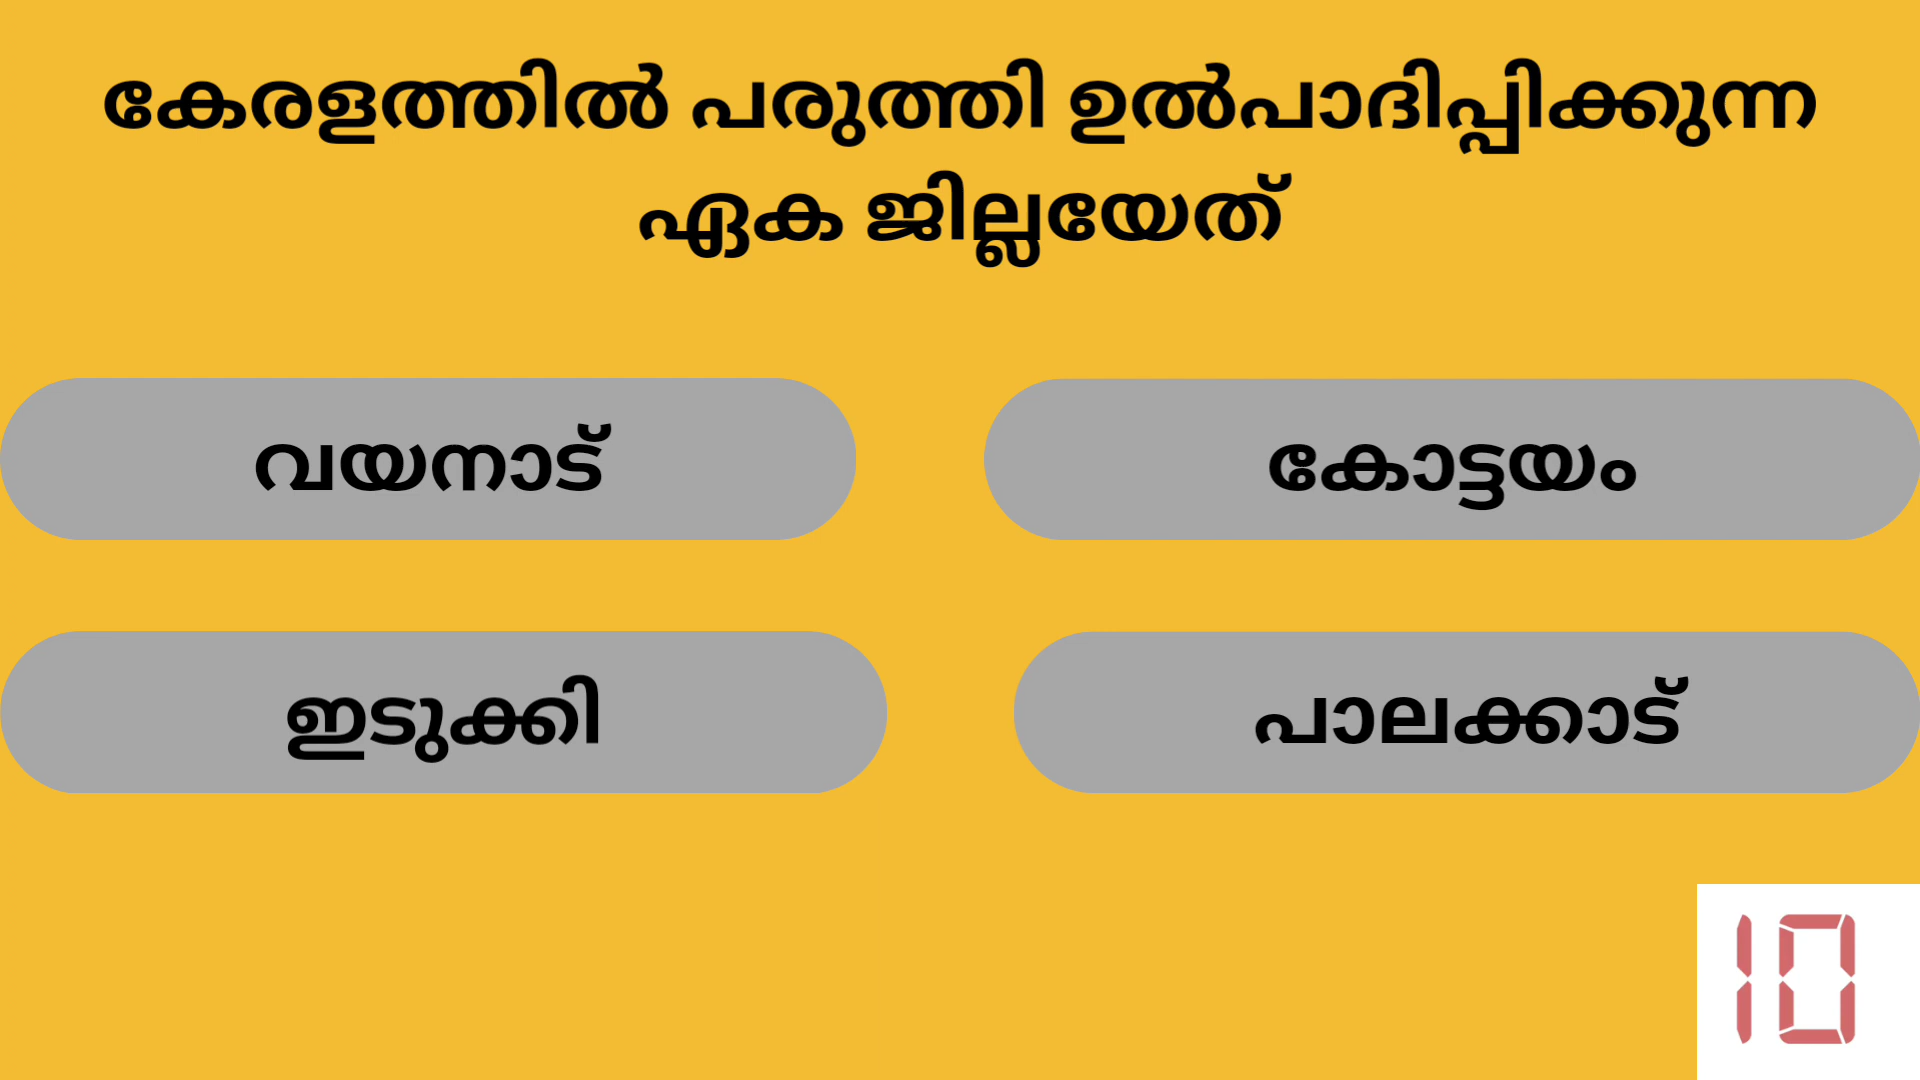 കേരളത്തിൽ പരുത്തി ഉൽപാദിപ്പിക്കുന്ന
ഏക ജില്ലയേത്
വയനാട്
കോട്ടയം
ഇടുക്കി
പാലക്കാട്
10